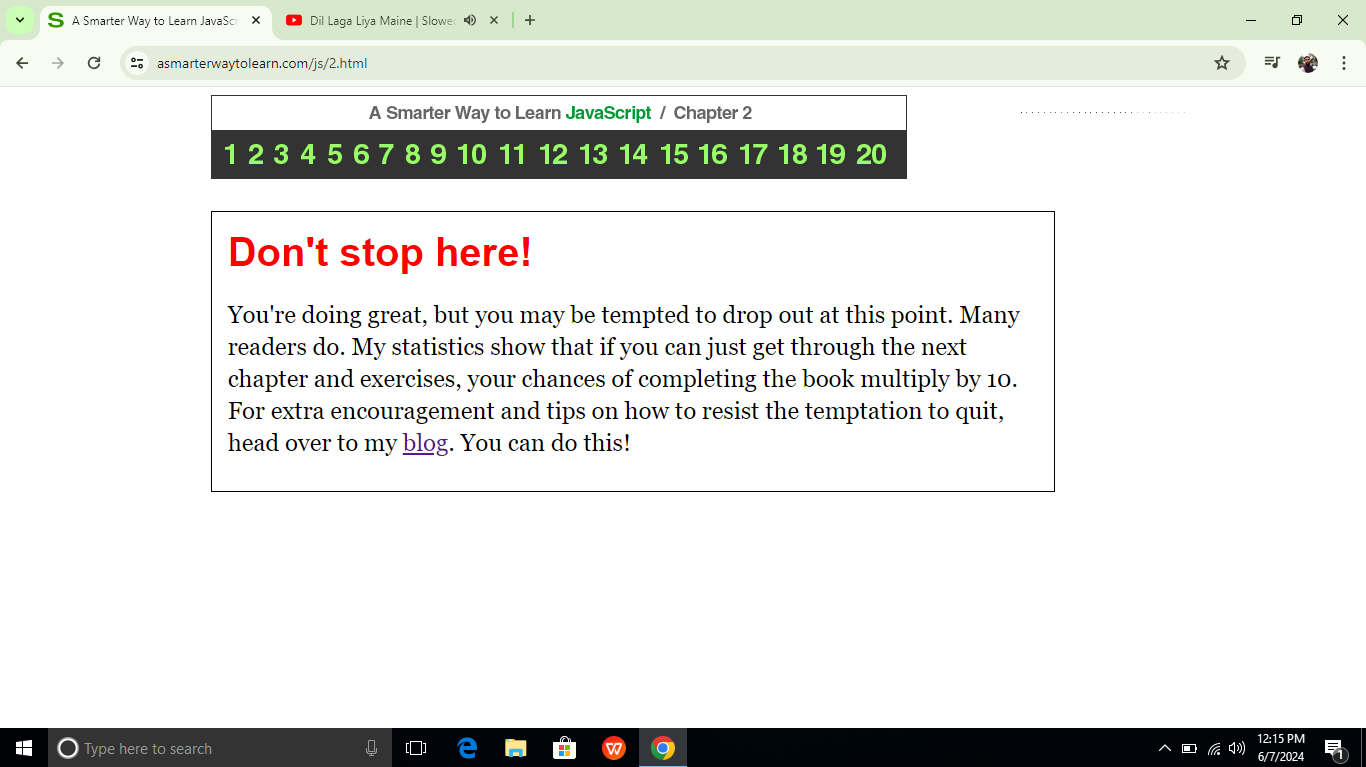 A Smarter Way to Learn JavaScr
Dil Laga Liya Maine | Slowed
asmarterwaytolearn.com/js/2.html
A Smarter Way to Learn JavaScript / Chapter 2
1 2 3 4 5 6 7 8 9 10 11 12 13 14 15 16 17 18 19 20
Don't stop here!
You're doing great, but you may be tempted to drop out at this point. Many
readers do. My statistics show that if you can just get through the next
chapter and exercises, your chances of completing the book multiply by 10.
For extra encouragement and tips on how to resist the temptation to quit,
head over to my blog. You can do this!
Type here to search
12:15 PM
6/7/2024
1